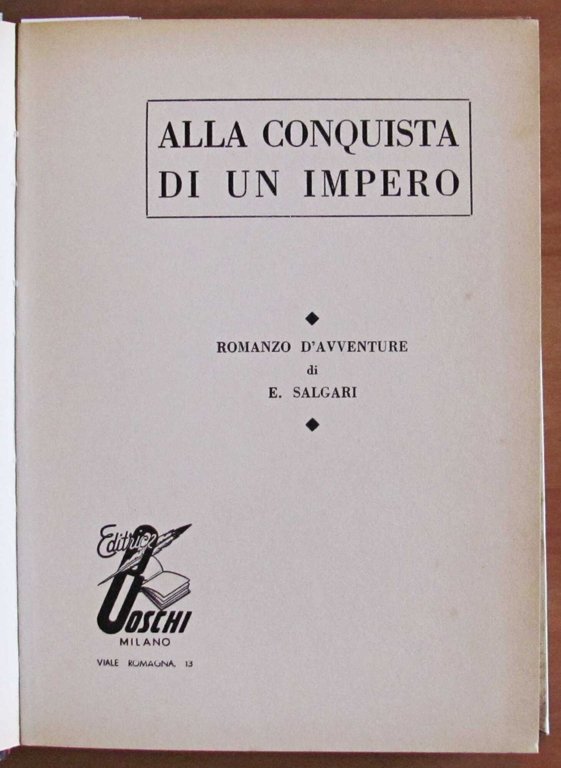 ALLA CONQUISTA
DI UN IMPERO
ROMANZO D'AVVENTURE
di
E. SALGARI
Editrice
BOSCHI
MILANO
VIALE ROMAGNA, 13